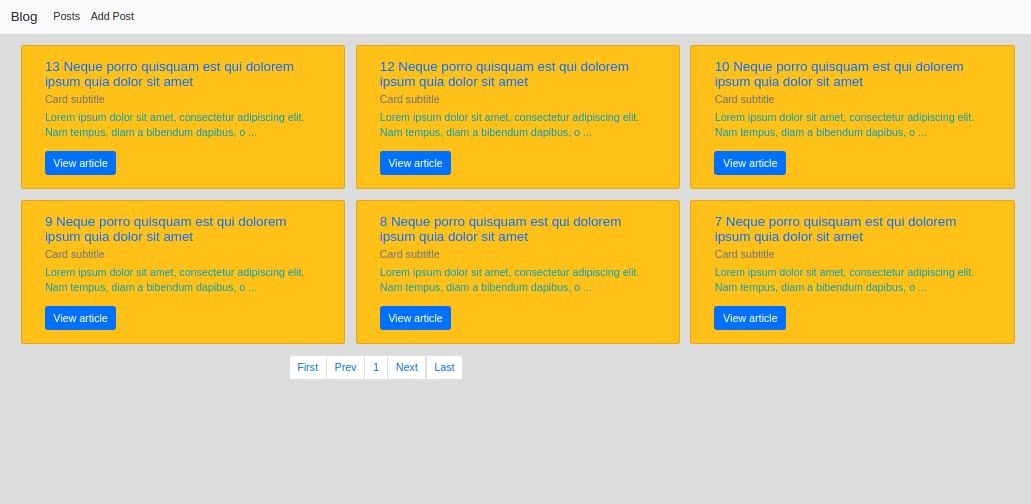 Blog Posts Add Post
13 Neque porro quisquam est qui dolorem
ipsum quia dolor sit amet
Card subtitle
Lorem ipsum dolor sit amet, consectetur adipiscing elit.
Nam tempus, diam a bibendum dapibus, o ...
View article
12 Neque porro quisquam est qui dolorem
ipsum quia dolor sit amet
Card subtitle
Lorem ipsum dolor sit amet, consectetur adipiscing elit.
Nam tempus, diam a bibendum dapibus, o ...
View article
10 Neque porro quisquam est qui dolorem
ipsum quia dolor sit amet
Card subtitle
Lorem ipsum dolor sit amet, consectetur adipiscing elit.
Nam tempus, diam a bibendum dapibus, o ...
View article
9 Neque porro quisquam est qui dolorem
ipsum quia dolor sit amet
Card subtitle
Lorem ipsum dolor sit amet, consectetur adipiscing elit.
Nam tempus, diam a bibendum dapibus, o ...
View article
8 Neque porro quisquam est qui dolorem
ipsum quia dolor sit amet
Card subtitle
Lorem ipsum dolor sit amet, consectetur adipiscing elit.
Nam tempus, diam a bibendum dapibus, o ...
View article
7 Neque porro quisquam est qui dolorem
ipsum quia dolor sit amet
Card subtitle
Lorem ipsum dolor sit amet, consectetur adipiscing elit.
Nam tempus, diam a bibendum dapibus, o ...
View article
First Prev 1 Next Last